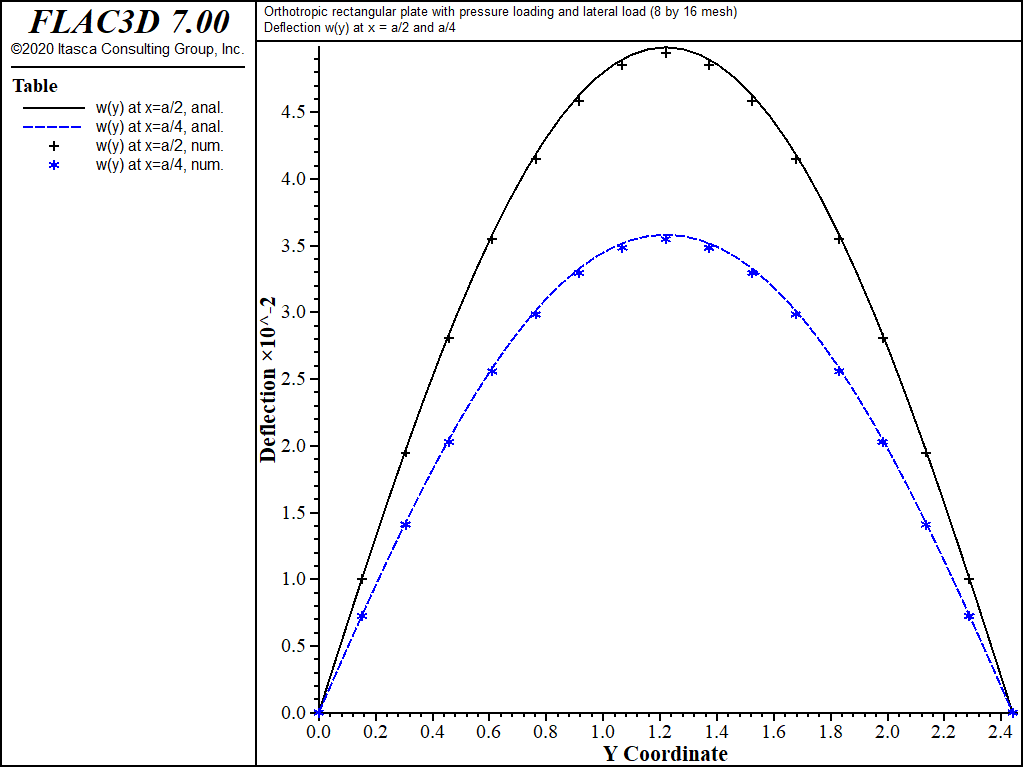 FLAC3D 7.00
©2020 Itasca Consulting Group, Inc.
Table
w(y) at x=a/2, anal.
w(y) at x=a/4, anal.
w(y) at x=a/2, num.
w(y) at x=a/4, num.
Orthotropic rectangular plate with pressure loading and lateral load (8 by 16 mesh)
Deflection w(y) at x = a/2 and a/4
Deflection ×10^-2
4.5
4.0
3.5
3.0
2.5
2.0
1.5
1.0
0.5
0.0
0.0 0.2 0.4 0.6 0.8 1.0 1.2 1.4 1.6 1.8 2.0 2.2 2.4
Y Coordinate